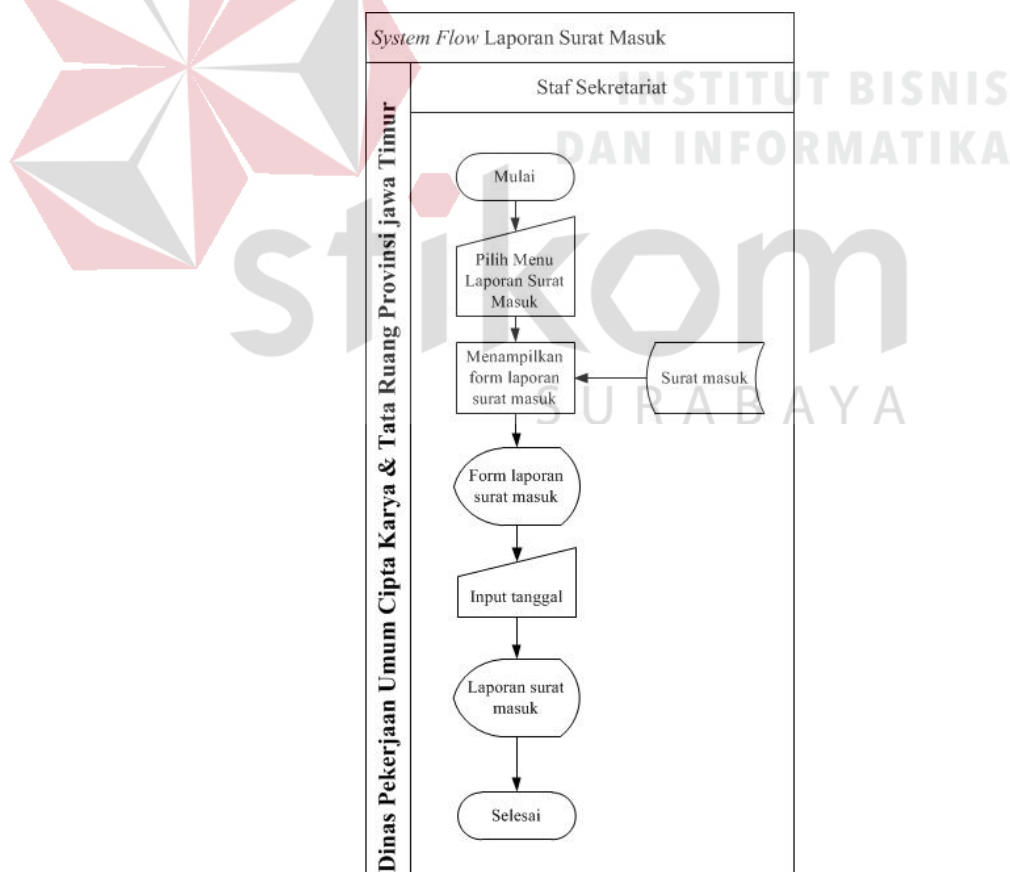 System Flow Laporan Surat Masuk
Staf Sekretariat
Dinas Pekerjaan Umum Cipta Karya & Tata Ruang Provinsi jawa Timur
INSTITUT BISNIS
DAN INFORMATIKA
stikom
SURABAYA
Mulai
Pilih Menu
Laporan Surat
Masuk
Menampilkan
form laporan
surat masuk
Surat masuk
Form laporan
surat masuk
Input tanggal
Laporan surat
masuk
Selesai